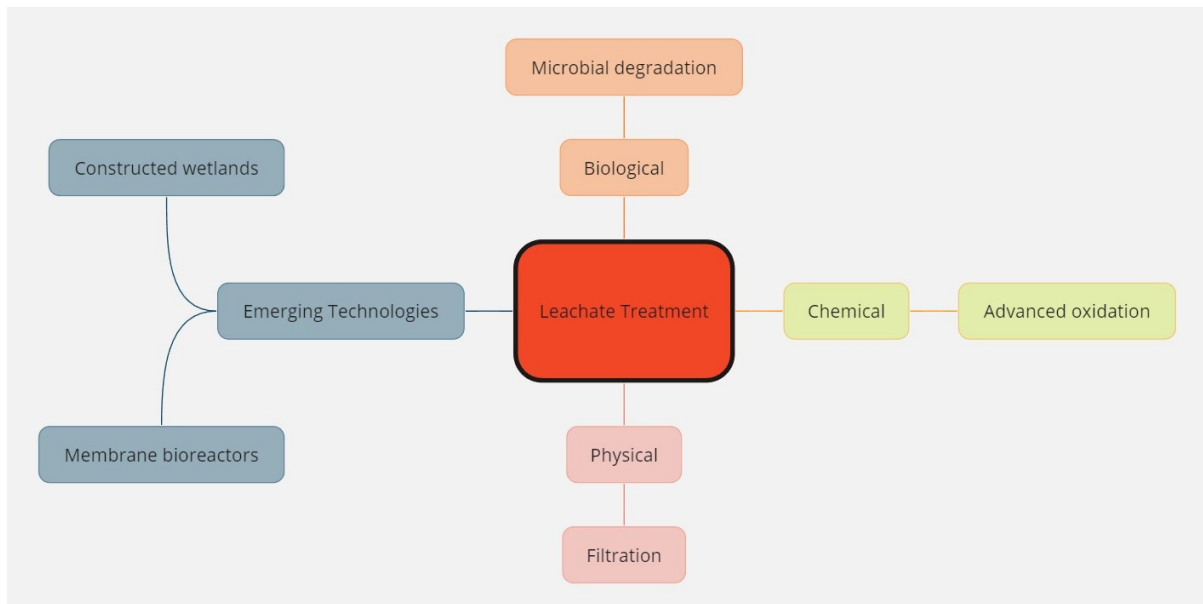 Microbial degradation
Constructed wetlands
Biological
Emerging Technologies
Leachate Treatment
Chemical
Advanced oxidation
Membrane bioreactors
Physical
Filtration